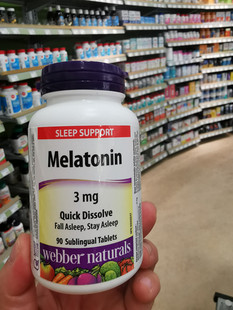 SLEEP SUPPORT
Melatonin
3 mg
Quick Dissolve
Fall Asleep, Stay Asleep
90 Sublingual Tablets
webber naturals